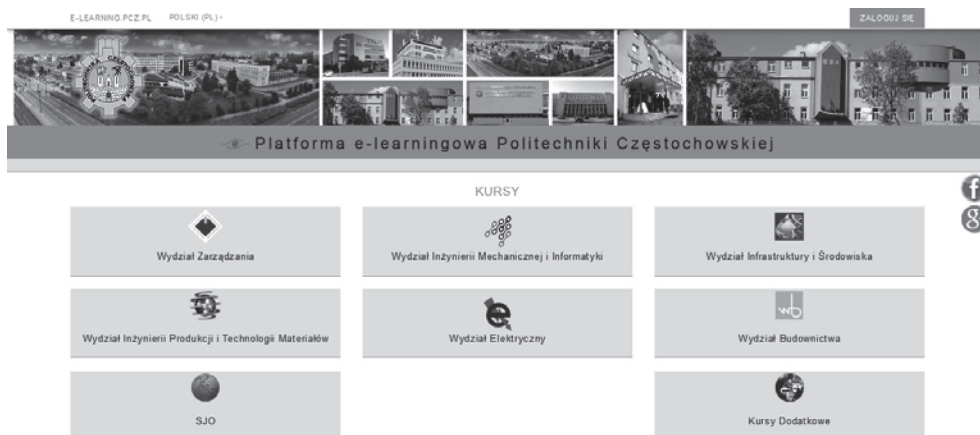 E-LEARNING.PCZ.PL POLSKI (PL)
ZALOGUJ SIĘ
Platforma e-learningowa Politechniki Częstochowskiej
KURSY
Wydział Zarządzania
Wydział Inżynierii Mechanicznej i Informatyki
Wydział Infrastruktury i Środowiska
Wydział Inżynierii Produkcji i Technologii Materiałów
Wydział Elektryczny
wb
Wydział Budownictwa
SJO
Kursy Dodatkowe